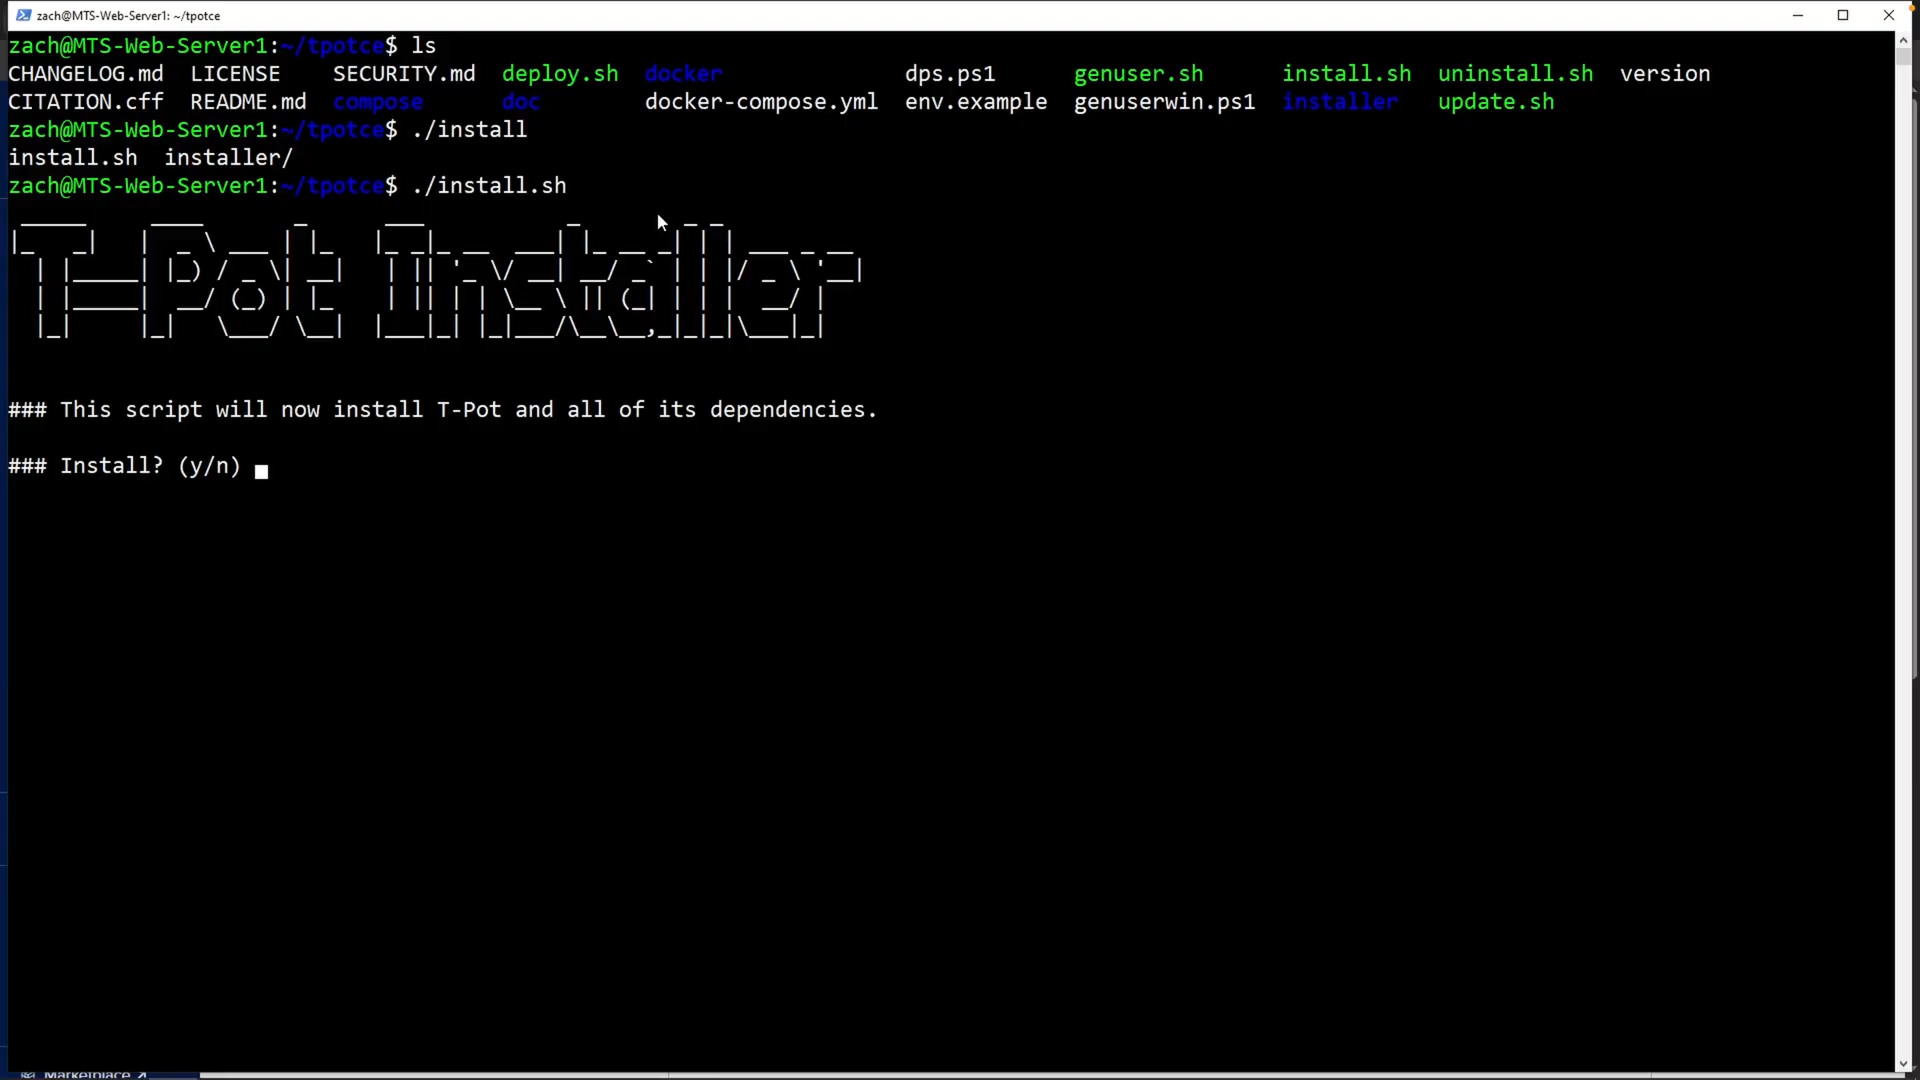 zach@MTS-Web-Server1: ~/tpotce
zach@MTS-Web-Server1:~/tpotce$ ls
CHANGELOG.md  LICENSE    SECURITY.md  deploy.sh  docker              dps.ps1      genuser.sh      install.sh  uninstall.sh  version
CITATION.cff  README.md  compose      doc        docker-compose.yml  env.example  genuserwin.ps1  installer   update.sh
zach@MTS-Web-Server1:~/tpotce$ ./install
install.sh  installer/
zach@MTS-Web-Server1:~/tpotce$ ./install.sh
T-Pot Installer
### This script will now install T-Pot and all of its dependencies.
### Install? (y/n)
Marketplace